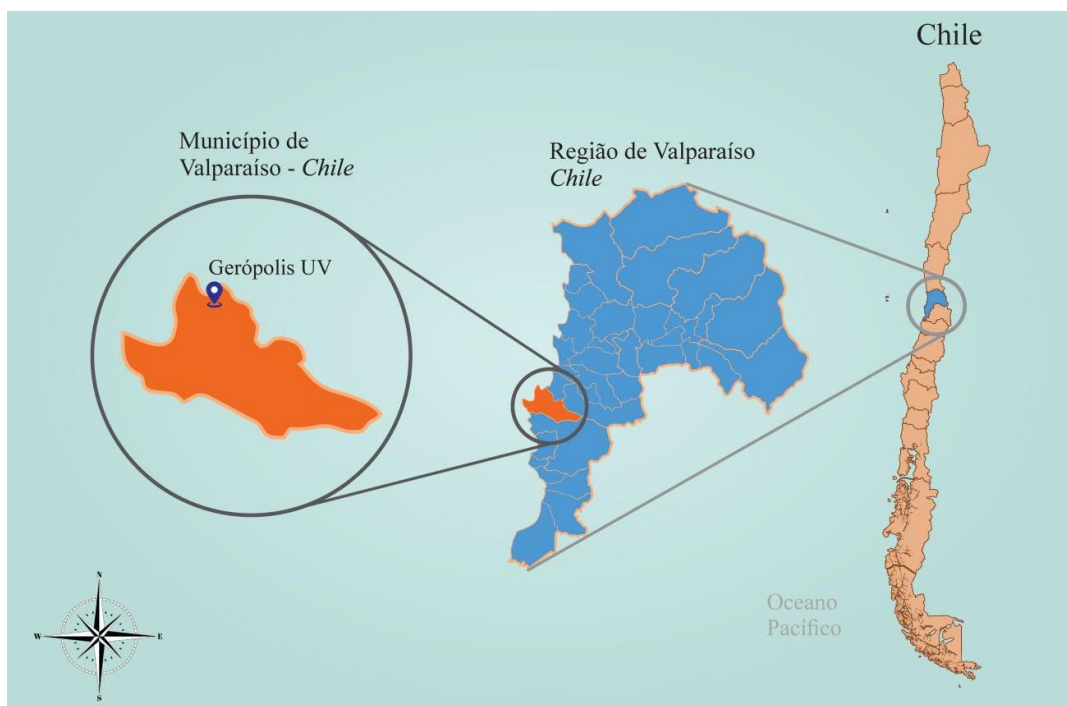 Chile
Município de
Valparaíso - Chile
Região de Valparaíso
Chile
Gerópolis UV
Oceano
Pacífico
N
W
E
S